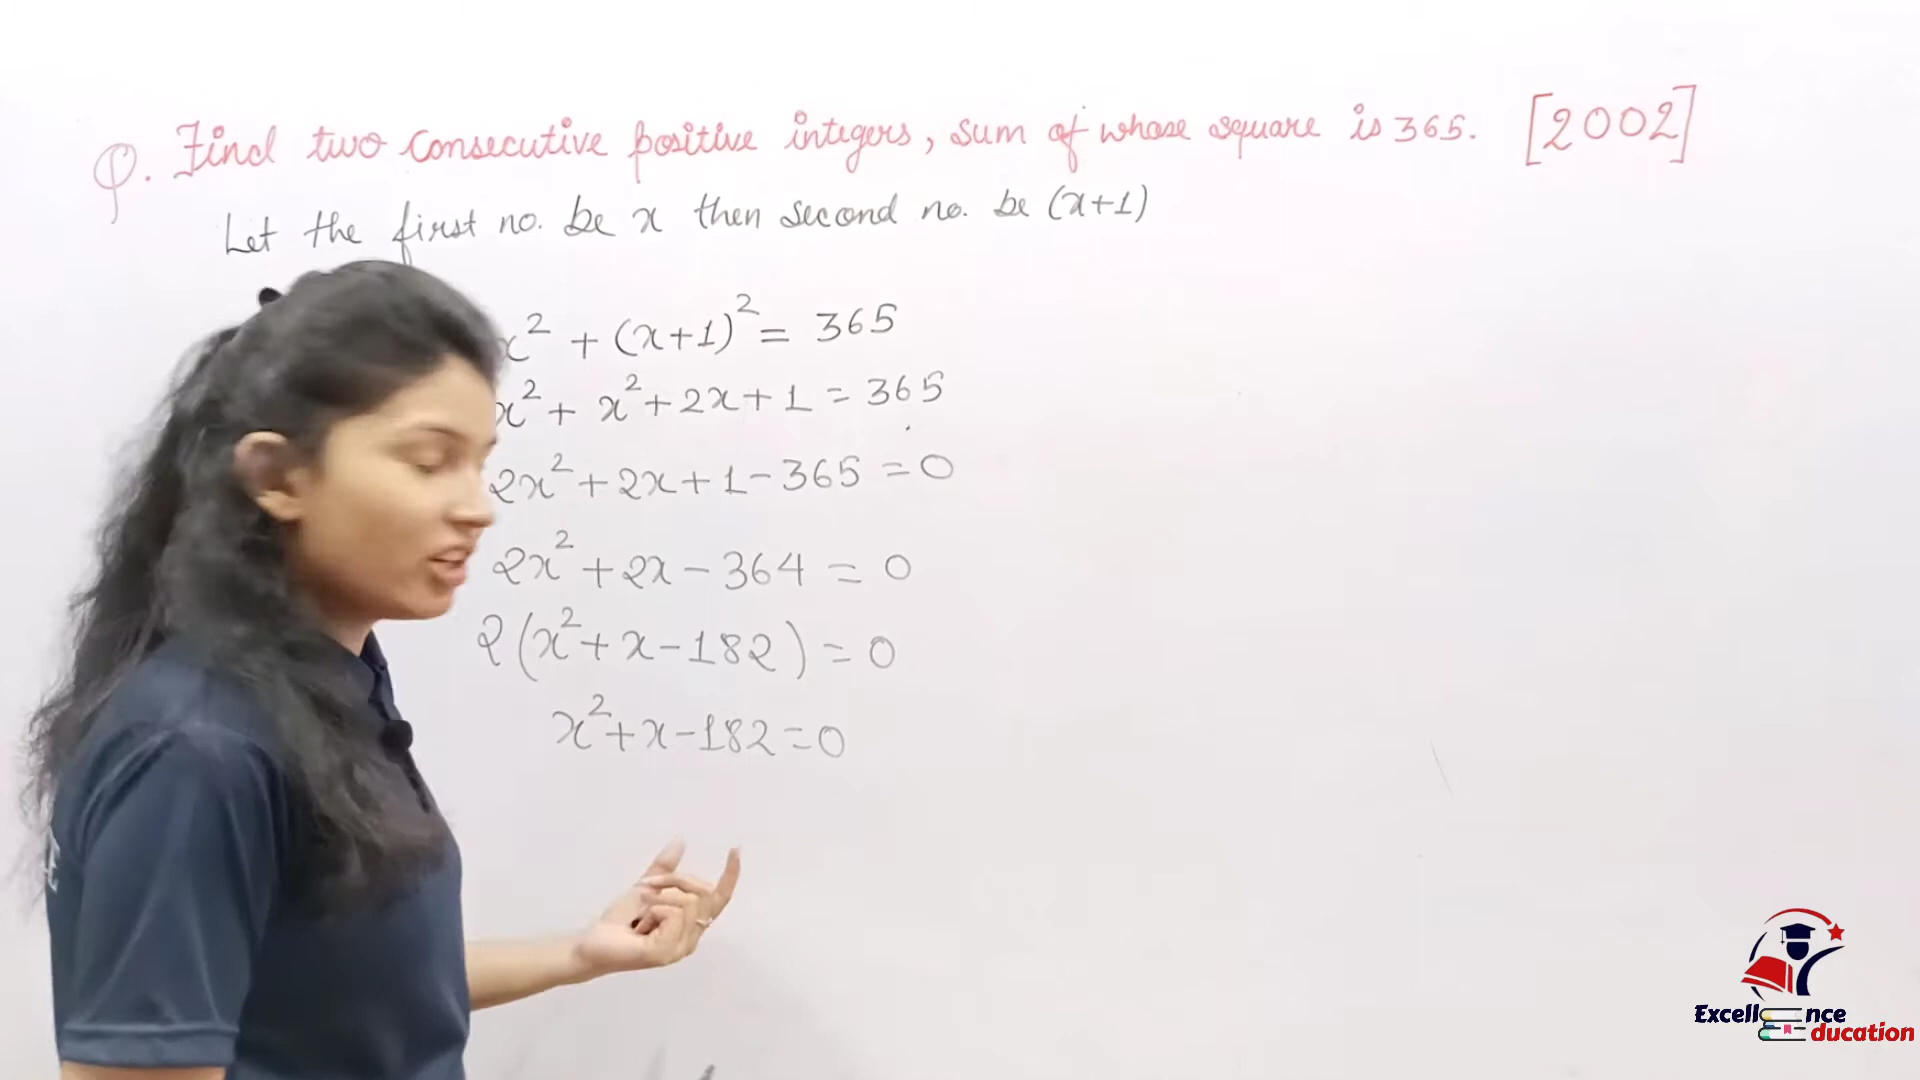 Q. Find two consecutive positive integers, sum of whose square is 365. [2002]
Let the first no. be x then second no. be (x+1)
x² + (x+1)² = 365
x² + x² + 2x + 1 = 365
2x² + 2x + 1 - 365 = 0
2x² + 2x - 364 = 0
2(x² + x - 182) = 0
x² + x - 182 = 0
Excellence
Education